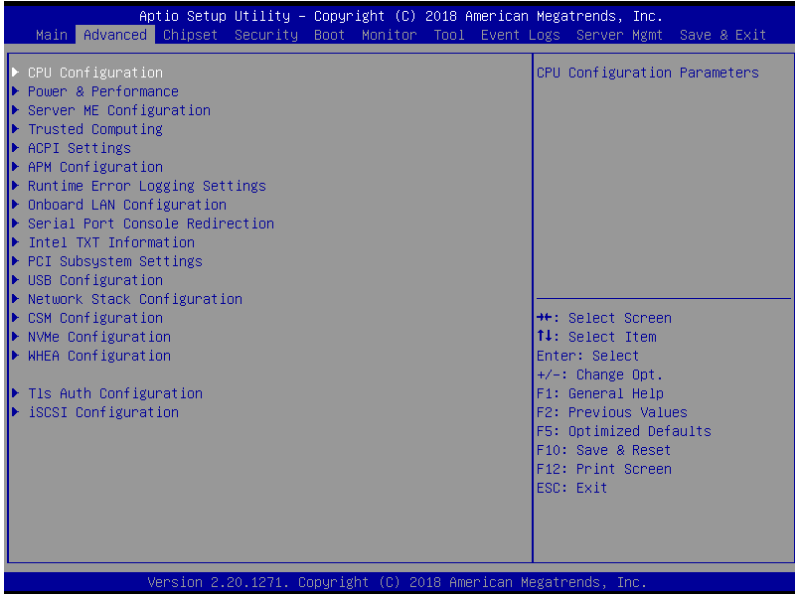 Aptio Setup Utility – Copyright (C) 2018 American Megatrends, Inc.
Main Advanced Chipset Security Boot Monitor Tool Event Logs Server Mgmt Save & Exit
CPU Configuration
Power & Performance
Server ME Configuration
Trusted Computing
ACPI Settings
APM Configuration
Runtime Error Logging Settings
Onboard LAN Configuration
Serial Port Console Redirection
Intel TXT Information
PCI Subsystem Settings
USB Configuration
Network Stack Configuration
CSM Configuration
NVMe Configuration
WHEA Configuration
Tls Auth Configuration
iSCSI Configuration
CPU Configuration Parameters
→←: Select Screen
↑↓: Select Item
Enter: Select
+/-: Change Opt.
F1: General Help
F2: Previous Values
F5: Optimized Defaults
F10: Save & Reset
F12: Print Screen
ESC: Exit
Version 2.20.1271. Copyright (C) 2018 American Megatrends, Inc.